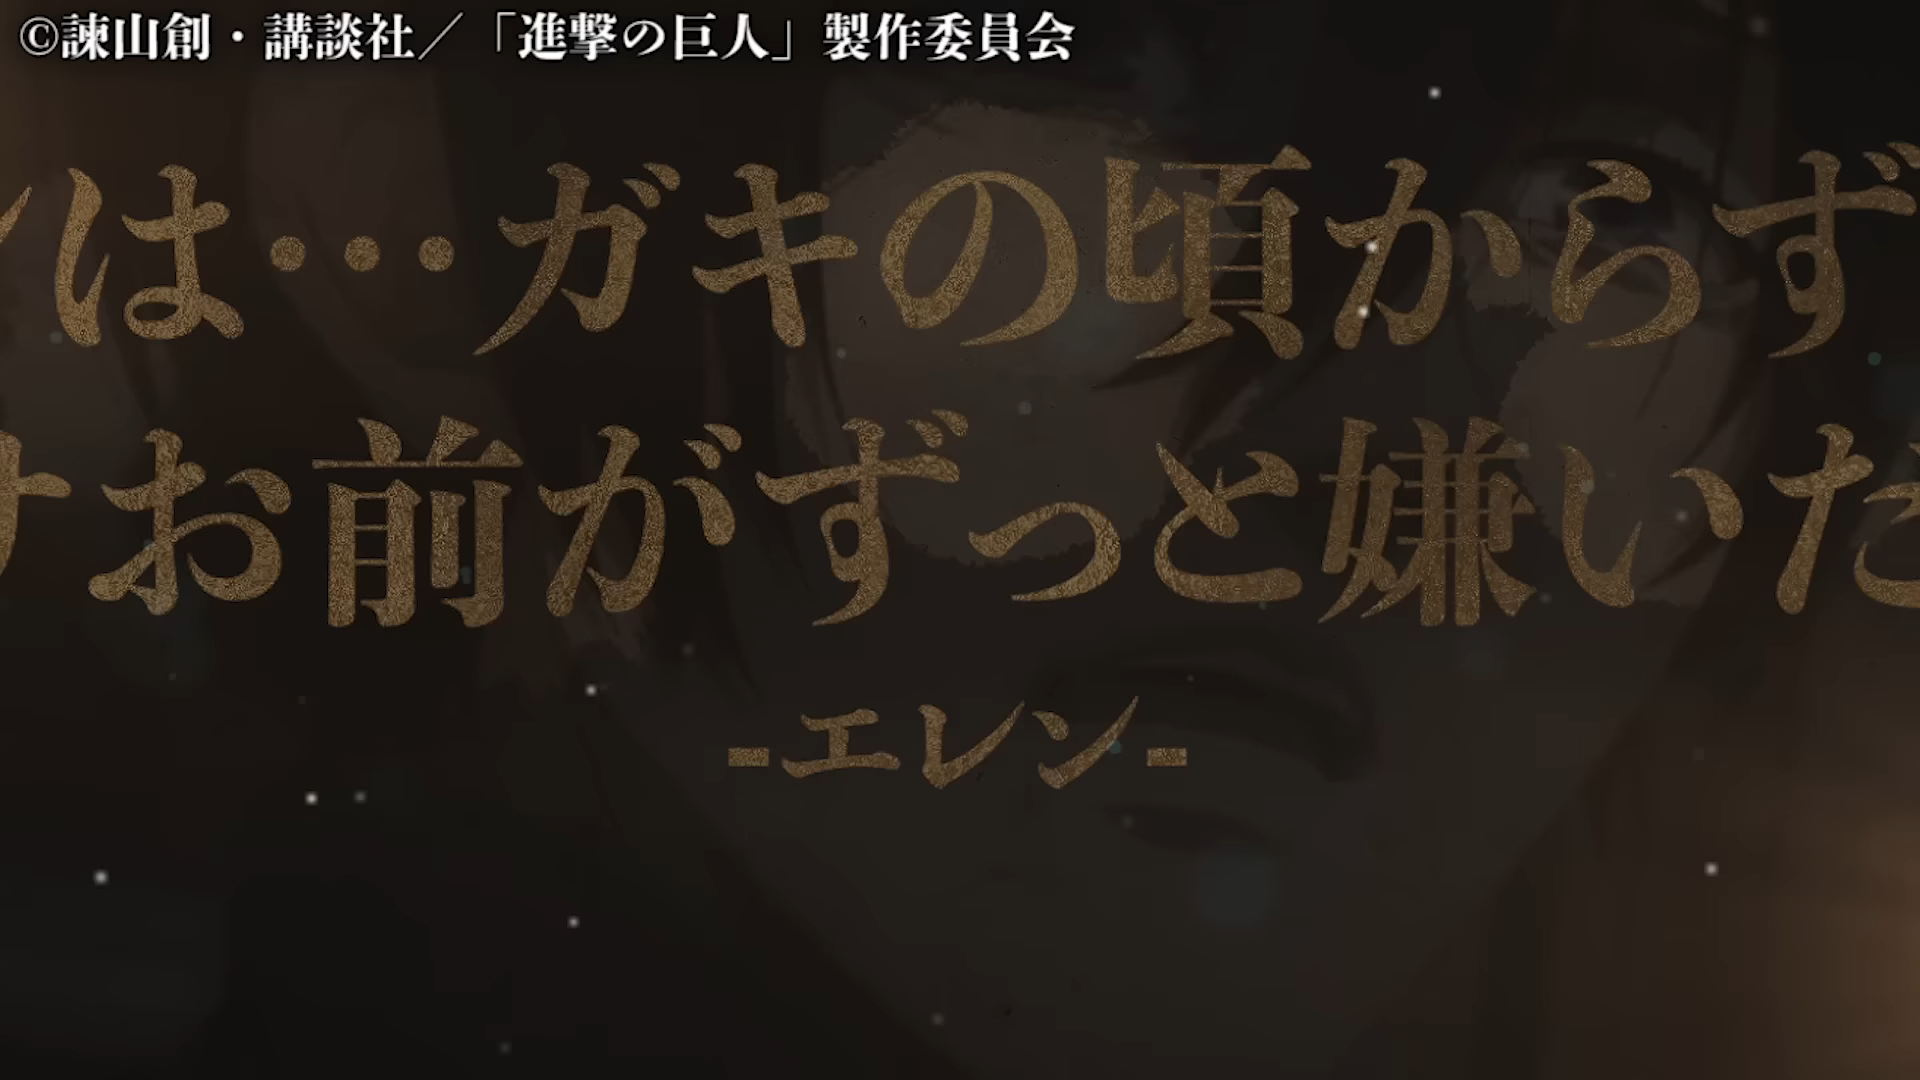 ©諫山創・講談社／「進撃の巨人」製作委員会
は…ガキの頃からず
お前がずっと嫌いだ
-エレン-